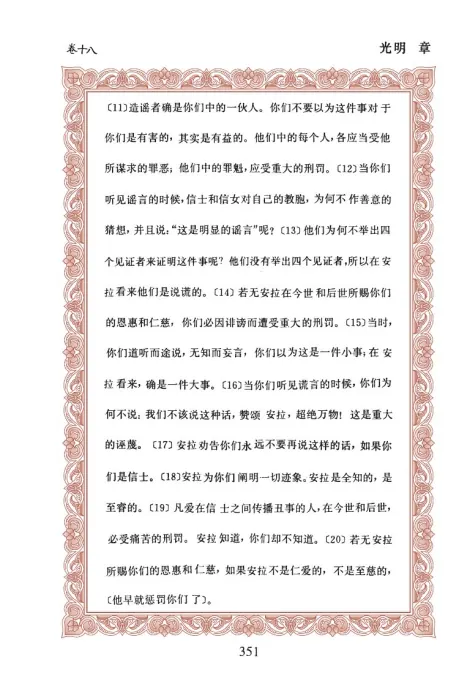 卷十八
光明 章
〔11〕造谣者确是你们中的一伙人。你们不要以为这件事对于
你们是有害的，其实是有益的。他们中的每个人，各应当受他
所谋求的罪恶；他们中的罪魁，应受重大的刑罚。〔12〕当你们
听见谣言的时候，信士和信女对自己的教胞，为何不作善意的
猜想，并且说：“这是明显的谣言”呢？〔13〕他们为何不举出四
个见证者来证明这件事呢？他们没有举出四个见证者，所以在安
拉看来他们是说谎的。〔14〕若无安拉在今世和后世所赐你们
的恩惠和仁慈，你们必因诽谤而遭受重大的刑罚。〔15〕当时，
你们道听而途说，无知而妄言，你们以为这是一件小事；在安
拉看来，确是一件大事。〔16〕当你们听见谎言的时候，你们为
何不说：我们不该说这种话，赞颂 安拉，超绝万物！这是重大
的诬蔑。〔17〕安拉劝告你们永远不要再说这样的话，如果你
们是信士。〔18〕安拉为你们阐明一切迹象。安拉是全知的，是
至睿的。〔19〕凡爱在信士之间传播丑事的人，在今世和后世，
必受痛苦的刑罚。安拉知道，你们却不知道。〔20〕若无安拉
所赐你们的恩惠和仁慈，如果安拉不是仁爱的，不是至慈的，
〔他早就惩罚你们了〕。
351